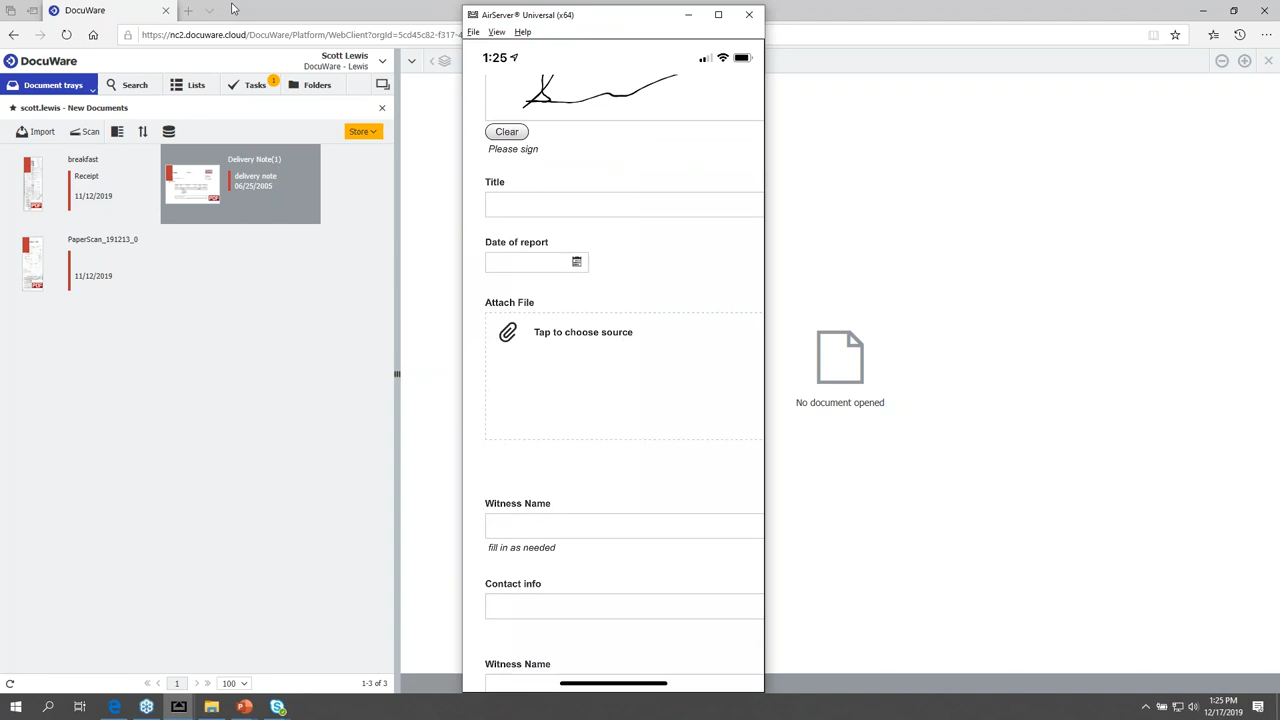 DocuWare
https://nc2.docuware.cloud/DocuWare/Platform/WebClient?orgId=5cd45c82-f317-4
DocuWare
Scott Lewis
DocuWare - Lewis
Document trays
Search
Lists
Tasks
1
Folders
scott.lewis - New Documents
Import
Scan
Store
breakfast
Receipt
11/12/2019
Delivery Note(1)
delivery note
06/25/2005
PaperScan_191213_0
11/12/2019
1
100
1-3 of 3
AirServer® Universal (x64)
File View Help
1:25
Clear
Please sign
Title
Date of report
Attach File
Tap to choose source
Witness Name
fill in as needed
Contact info
Witness Name
No document opened
1:25 PM
12/17/2019